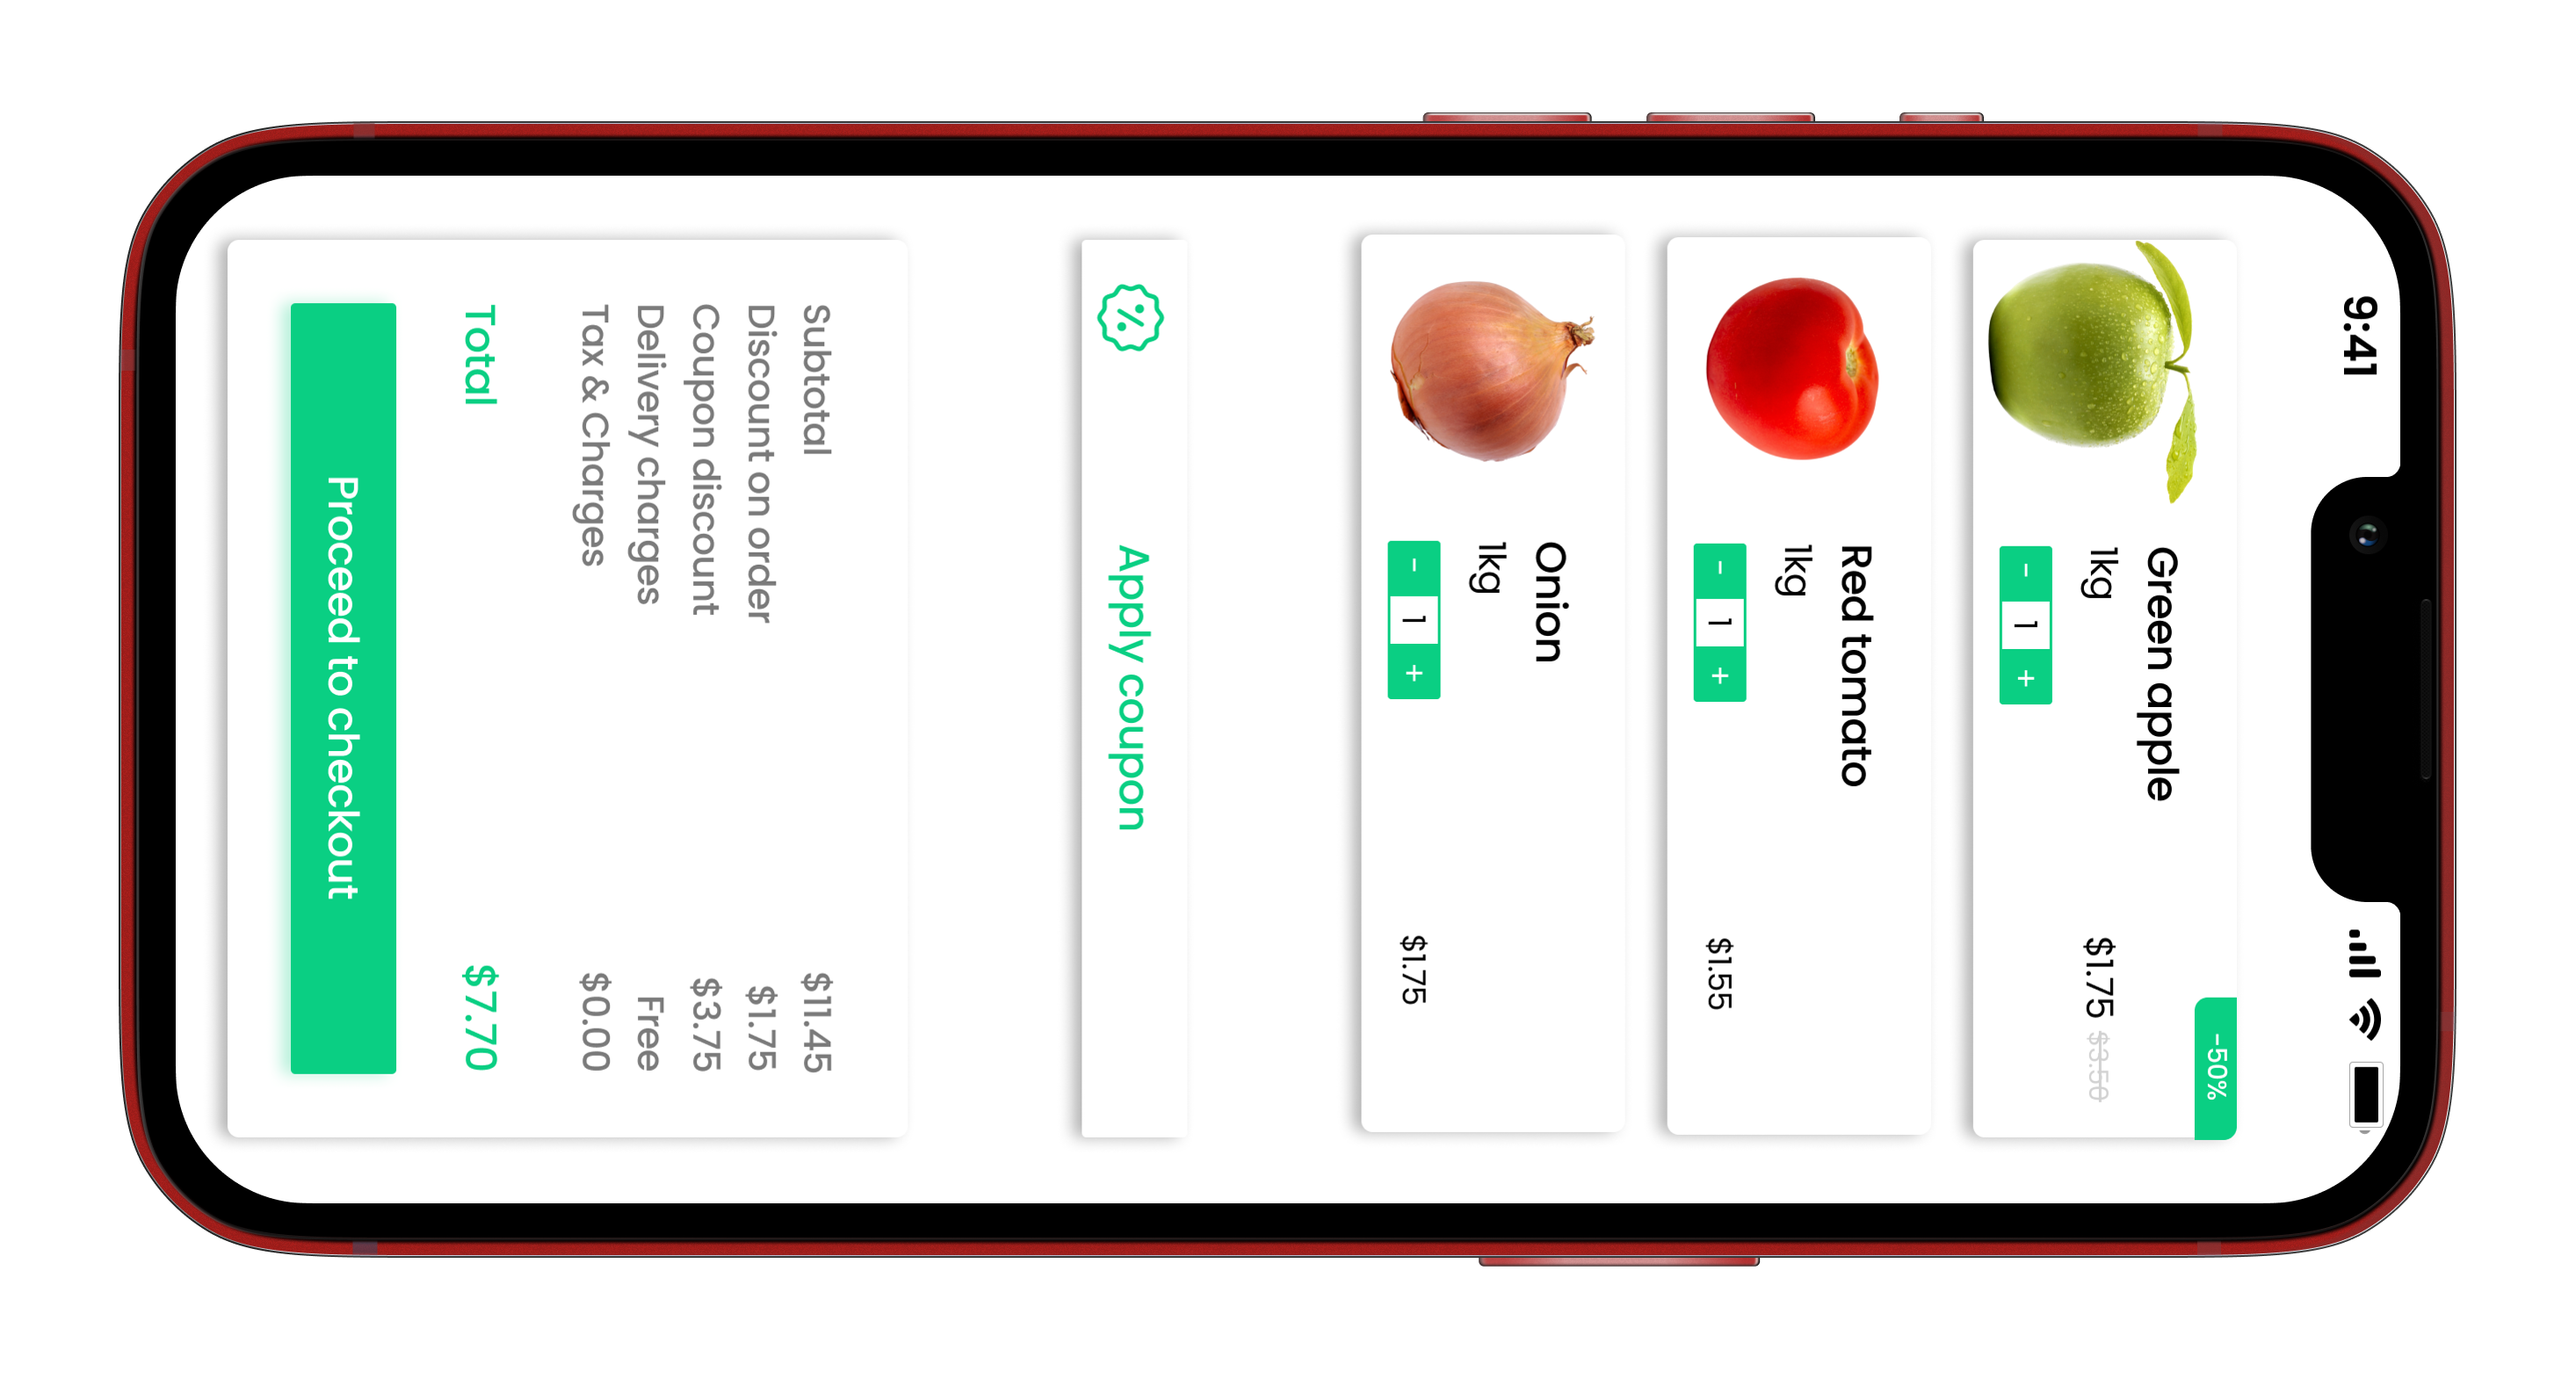 9:41
-50%
Green apple
1kg
$1.75 $3.50
- 1 +
Red tomato
1kg
- 1 +
$1.55
Onion
1kg
- 1 +
$1.75
Apply coupon
Subtotal $11.45
Discount on order $1.75
Coupon discount $3.75
Delivery charges Free
Tax & Charges $0.00
Total $7.70
Proceed to checkout